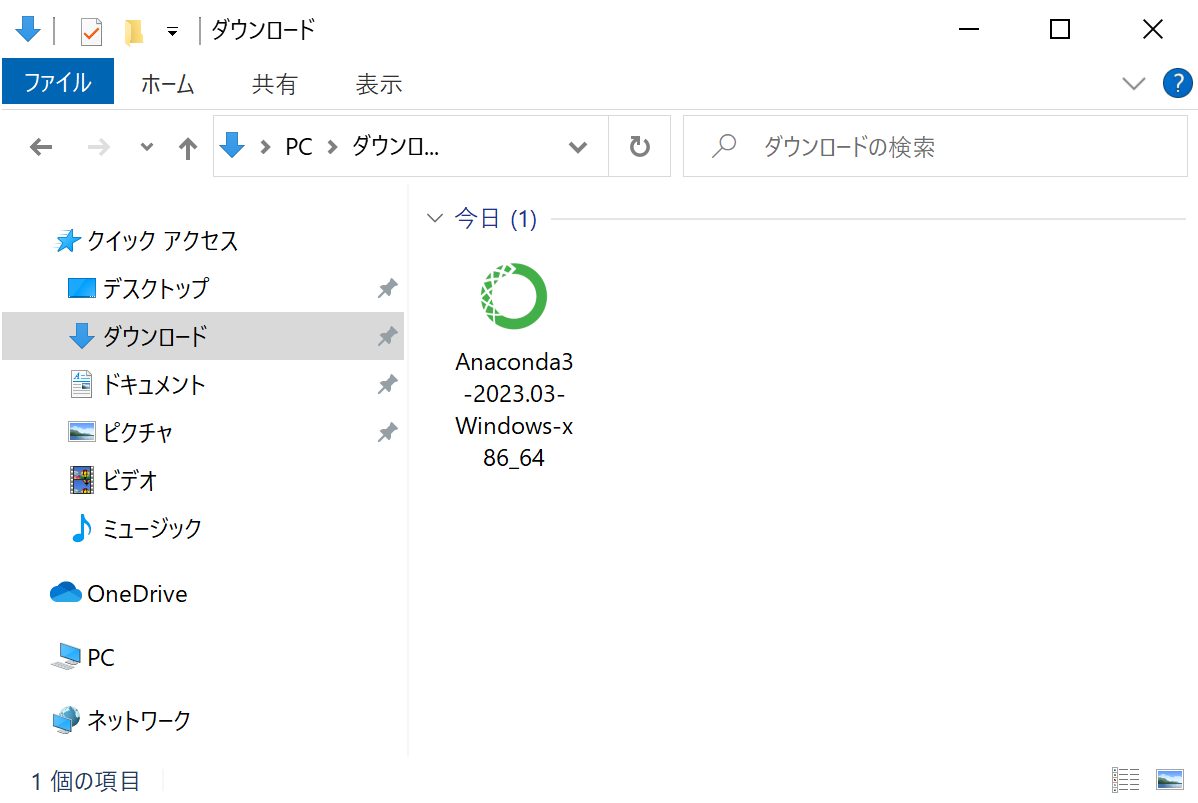 ダウンロード
ファイル ホーム 共有 表示 ?
PC ダウンロ... ダウンロードの検索
今日 (1)
クイック アクセス
デスクトップ
ダウンロード
ドキュメント
ピクチャ
ビデオ
ミュージック
OneDrive
PC
ネットワーク
Anaconda3
-2023.03-
Windows-x
86_64
1 個の項目